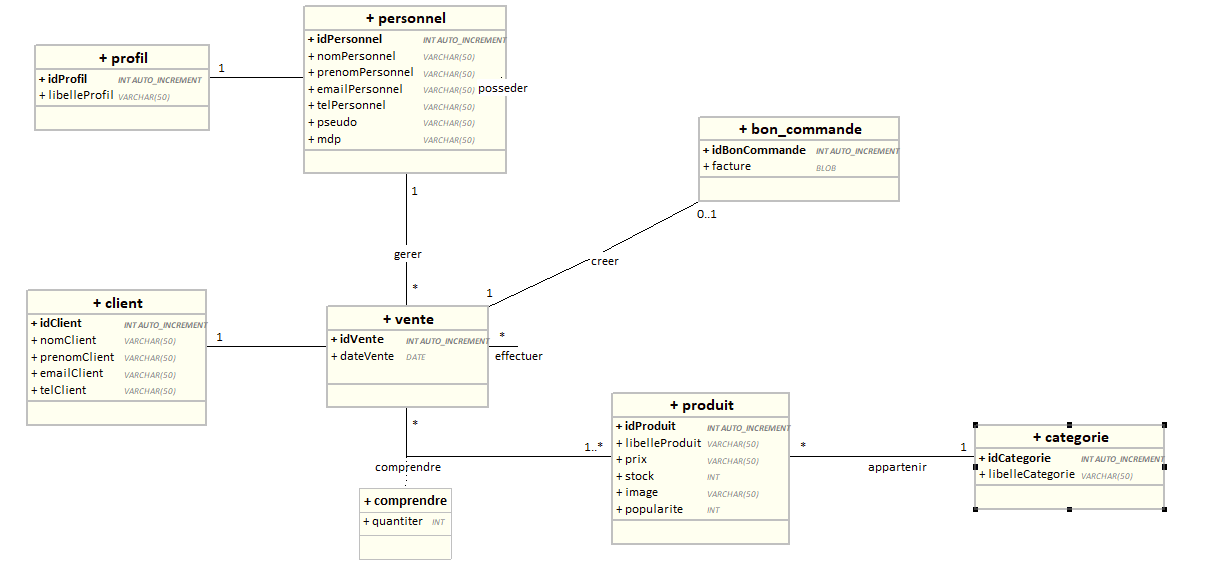 + profil
+ idProfil INT AUTO_INCREMENT
+ libelleProfil VARCHAR(50)
1
+ personnel
+ idPersonnel INT AUTO_INCREMENT
+ nomPersonnel VARCHAR(50)
+ prenomPersonnel VARCHAR(50)
+ emailPersonnel VARCHAR(50)
+ telPersonnel VARCHAR(50)
+ pseudo VARCHAR(50)
+ mdp VARCHAR(50)
posseder
1
gerer
*
+ bon_commande
+ idBonCommande INT AUTO_INCREMENT
+ facture BLOB
0..1
creer
1
+ client
+ idClient INT AUTO_INCREMENT
+ nomClient VARCHAR(50)
+ prenomClient VARCHAR(50)
+ emailClient VARCHAR(50)
+ telClient VARCHAR(50)
1
+ vente
+ idVente INT AUTO_INCREMENT
+ dateVente DATE
*
effectuer
*
comprendre
1..*
+ comprendre
+ quantiter INT
+ produit
+ idProduit INT AUTO_INCREMENT
+ libelleProduit VARCHAR(50)
+ prix VARCHAR(50)
+ stock INT
+ image VARCHAR(50)
+ popularite INT
*
appartenir
1
+ categorie
+ idCategorie INT AUTO_INCREMENT
+ libelleCategorie VARCHAR(50)